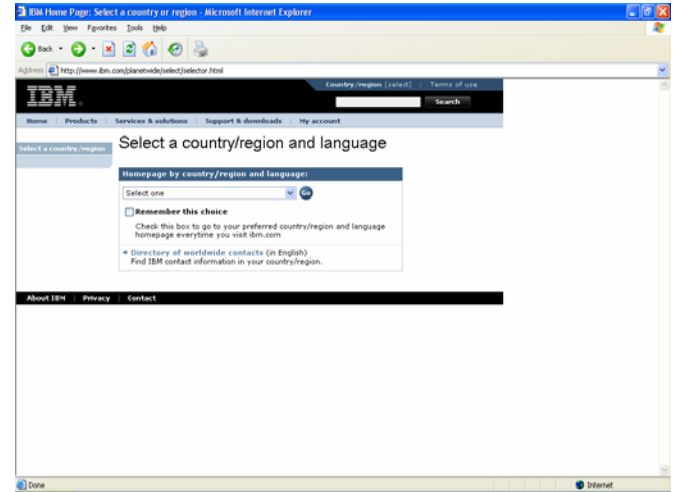 IBM Home Page: Select a country or region - Microsoft Internet Explorer
File Edit View Favorites Tools Help
Back
Address http://www.ibm.com/planetwide/select/selector.html
Country/region [select] | Terms of use
IBM
Search
Home | Products | Services & solutions | Support & downloads | My account
Select a country/region
Select a country/region and language
Homepage by country/region and language:
Select one
Go
Remember this choice
Check this box to go to your preferred country/region and language
homepage everytime you visit ibm.com
Directory of worldwide contacts (in English)
Find IBM contact information in your country/region.
About IBM | Privacy | Contact
Done
Internet